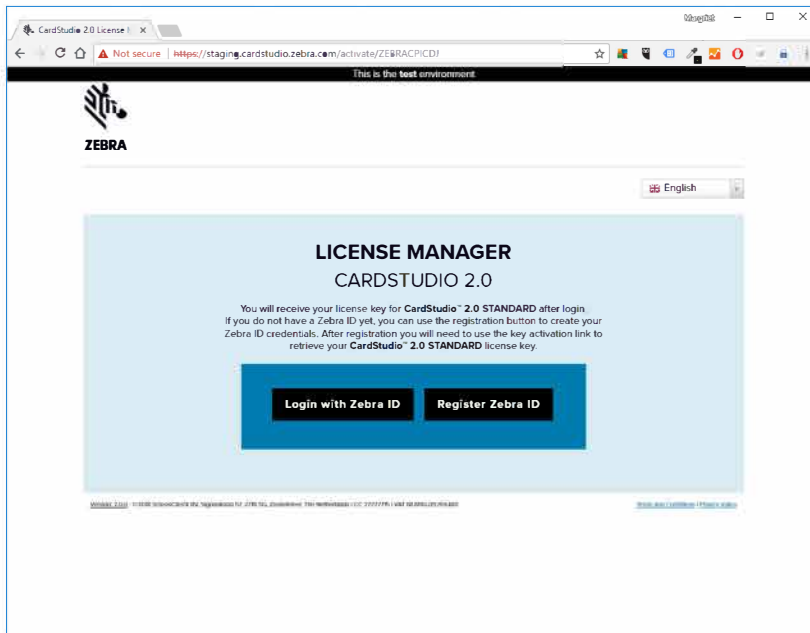 Margriet
CardStudio 2.0 License
Not secure | https://staging.cardstudio.zebra.com/activate/ZEBRACPICDJ
This is the test environment
ZEBRA
English
LICENSE MANAGER
CARDSTUDIO 2.0
You will receive your license key for CardStudio™ 2.0 STANDARD after login
If you do not have a Zebra ID yet, you can use the registration button to create your
Zebra ID credentials. After registration you will need to use the key activation link to
retrieve your CardStudio™ 2.0 STANDARD license key.
Login with Zebra ID
Register Zebra ID